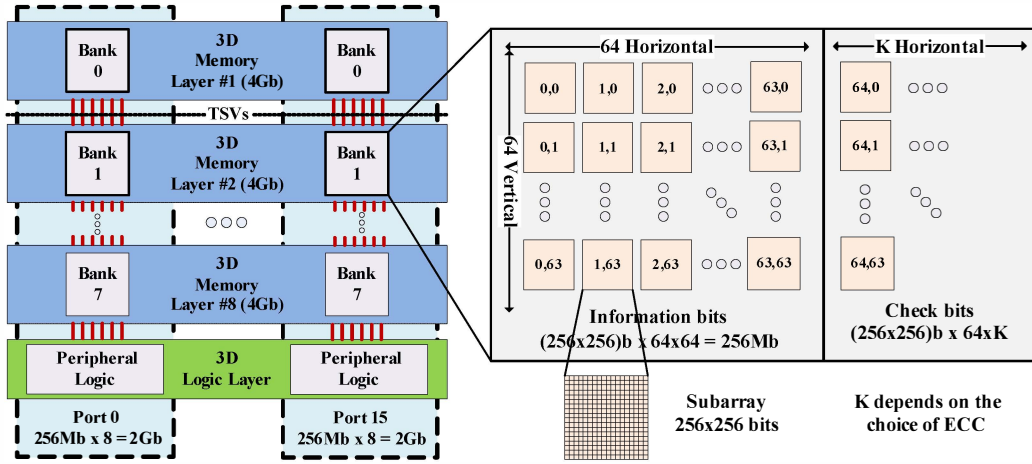 Bank
0
3D
Memory
Layer #1 (4Gb)
Bank
0
TSVs
Bank
1
3D
Memory
Layer #2 (4Gb)
Bank
1
Bank
7
3D
Memory
Layer #8 (4Gb)
Bank
7
Peripheral
Logic
3D
Logic Layer
Peripheral
Logic
Port 0
256Mb x 8 = 2Gb
Port 15
256Mb x 8 = 2Gb
64 Horizontal
64 Vertical
0,0
1,0
2,0
63,0
0,1
1,1
2,1
63,1
0,63
1,63
2,63
63,63
Information bits
(256x256)b x 64x64 = 256Mb
K Horizontal
64,0
64,1
64,63
Check bits
(256x256)b x 64xK
Subarray
256x256 bits
K depends on the
choice of ECC